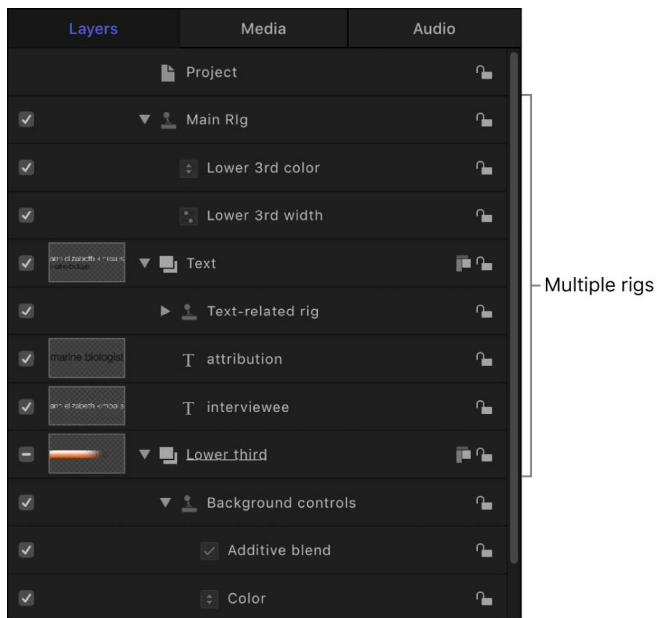 Layers Media Audio
Project
Main RIg
Lower 3rd color
Lower 3rd width
Text
Text-related rig
marine biologist
T attribution
T interviewee
Lower third
Background controls
Additive blend
Color
Multiple rigs